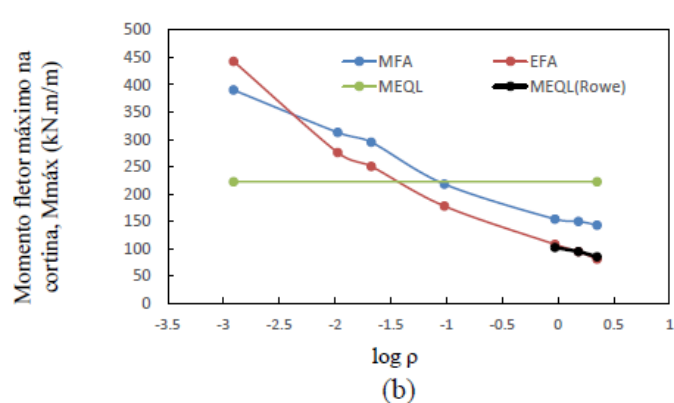 500
450
400
350
300
250
200
150
100
50
0
Momento fletor máximo na
cortina, Mmáx (kN.m/m)
MFA
EFA
MEQL
MEQL(Rowe)
-3.5 -3 -2.5 -2 -1.5 -1 -0.5 0 0.5 1
log ρ
(b)